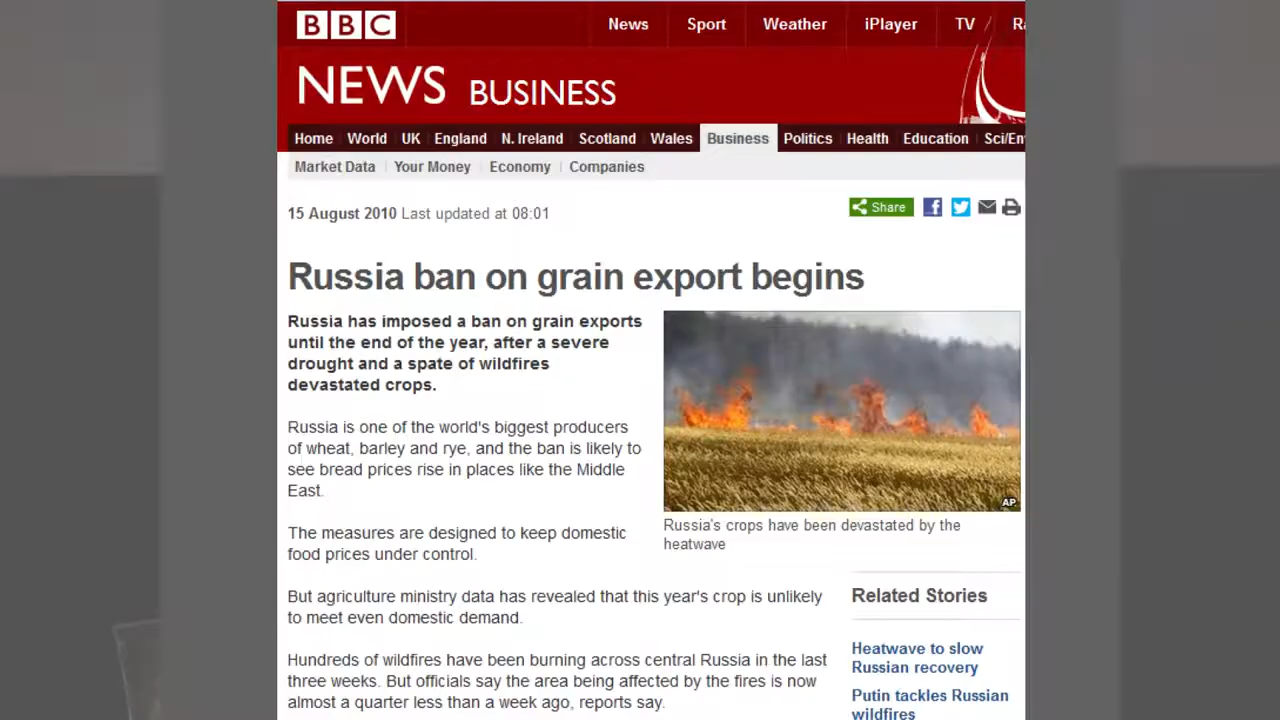 BBC
News Sport Weather iPlayer TV
NEWS BUSINESS
Home World UK England N. Ireland Scotland Wales Business Politics Health Education
Market Data Your Money Economy Companies
15 August 2010 Last updated at 08:01
Share
Russia ban on grain export begins
Russia has imposed a ban on grain exports
until the end of the year, after a severe
drought and a spate of wildfires
devastated crops.
Russia is one of the world's biggest producers
of wheat, barley and rye, and the ban is likely to
see bread prices rise in places like the Middle
East.
The measures are designed to keep domestic
food prices under control.
AP
Russia's crops have been devastated by the
heatwave
But agriculture ministry data has revealed that this year's crop is unlikely
to meet even domestic demand.
Hundreds of wildfires have been burning across central Russia in the last
three weeks. But officials say the area being affected by the fires is now
almost a quarter less than a week ago, reports say.
Related Stories
Heatwave to slow
Russian recovery
Putin tackles Russian
wildfires